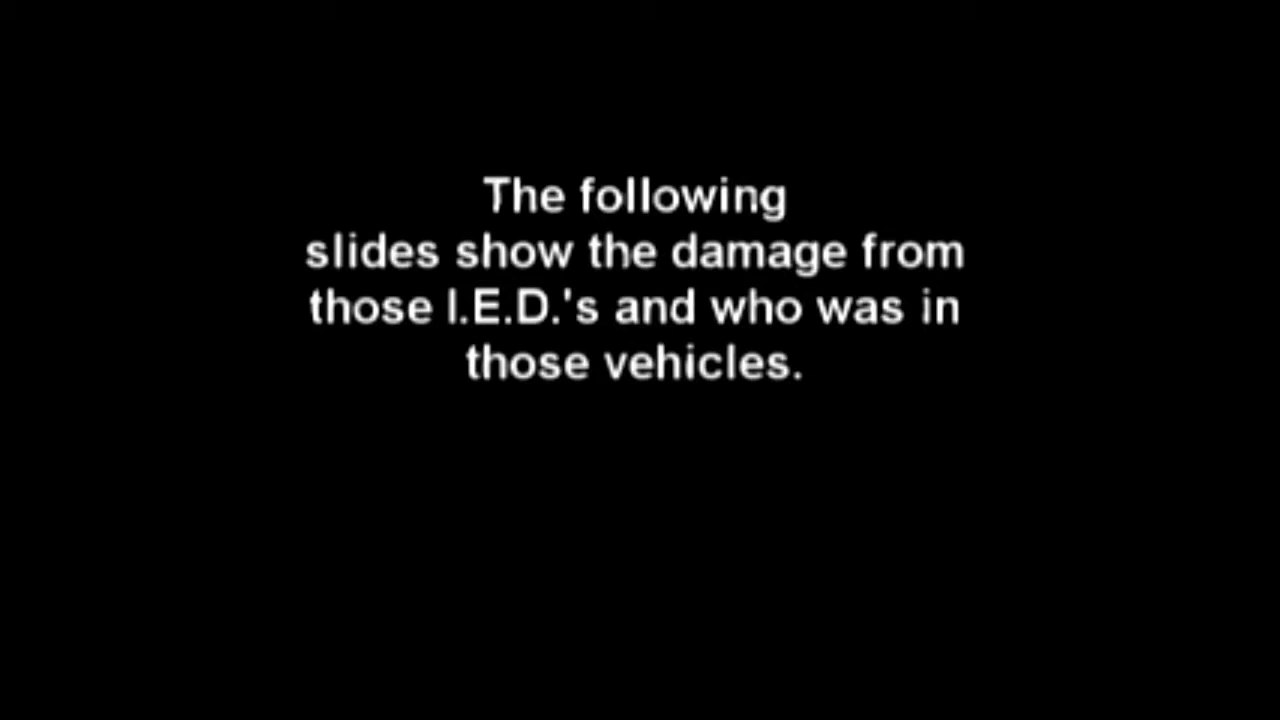 The following
slides show the damage from
those I.E.D.'s and who was in
those vehicles.